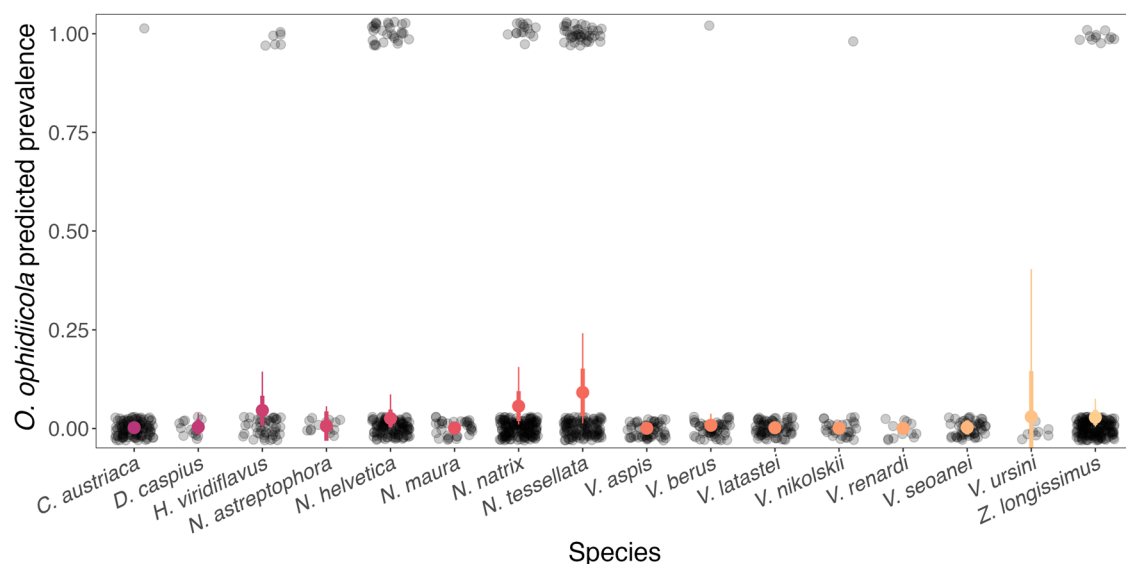 O. ophidiicola predicted prevalence
1.00
0.75
0.50
0.25
0.00
C. austriaca
D. caspius
H. viridiflavus
N. astreptophora
N. helvetica
N. maura
N. natrix
N. tessellata
V. aspis
V. berus
V. latastei
V. nikolskii
V. renardi
V. seoanei
V. ursini
Z. longissimus
Species